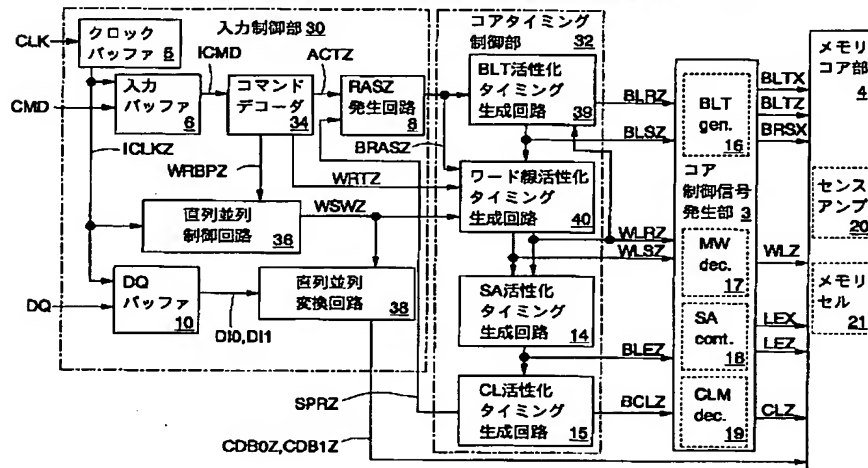 CLK
クロック
バッファ 5
入力制御部 30
ICMD
ACTZ
CMD
入力
バッファ
6
コマンド
デコーダ
34
RASZ
発生回路
8
BRASZ
ICLKZ
WRBPZ
WRTZ
直列並列
制御回路
36
WSWZ
DQ
DQ
バッファ
10
DI0,DI1
直列並列
変換回路
38
SPRZ
CDB0Z,CDB1Z
コアタイミング
制御部 32
BLT活性化
タイミング
生成回路
39
ワード線活性化
タイミング
生成回路
40
SA活性化
タイミング
生成回路
14
CL活性化
タイミング
生成回路 15
BLRZ
BLSZ
WLRZ
WLSZ
BLEZ
BCLZ
BLT
gen.
16
コア
制御信号
発生部 3
MW
dec.
17
SA
cont.
18
CLM
dec.
19
BLTX
BLTZ
BRSX
WLZ
LEX
LEZ
CLZ
メモリ
コア部
4
センス
アンプ
20
メモリ
セル
21